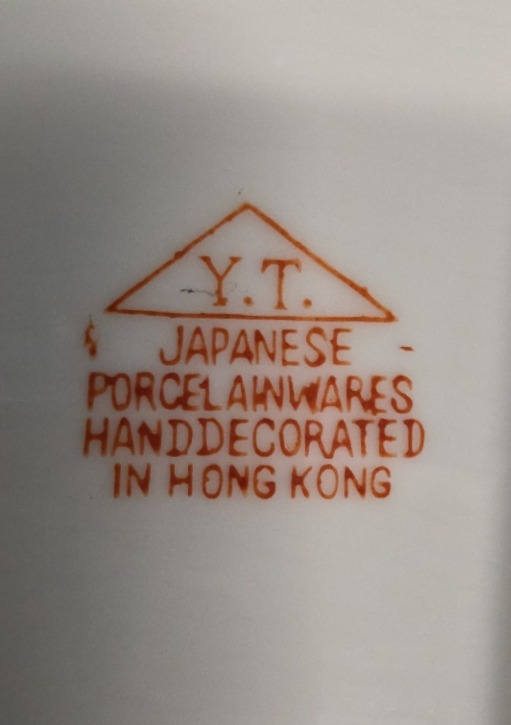 Y.T.
JAPANESE
PORCELAINWARES
HANDDECORATED
IN HONG KONG